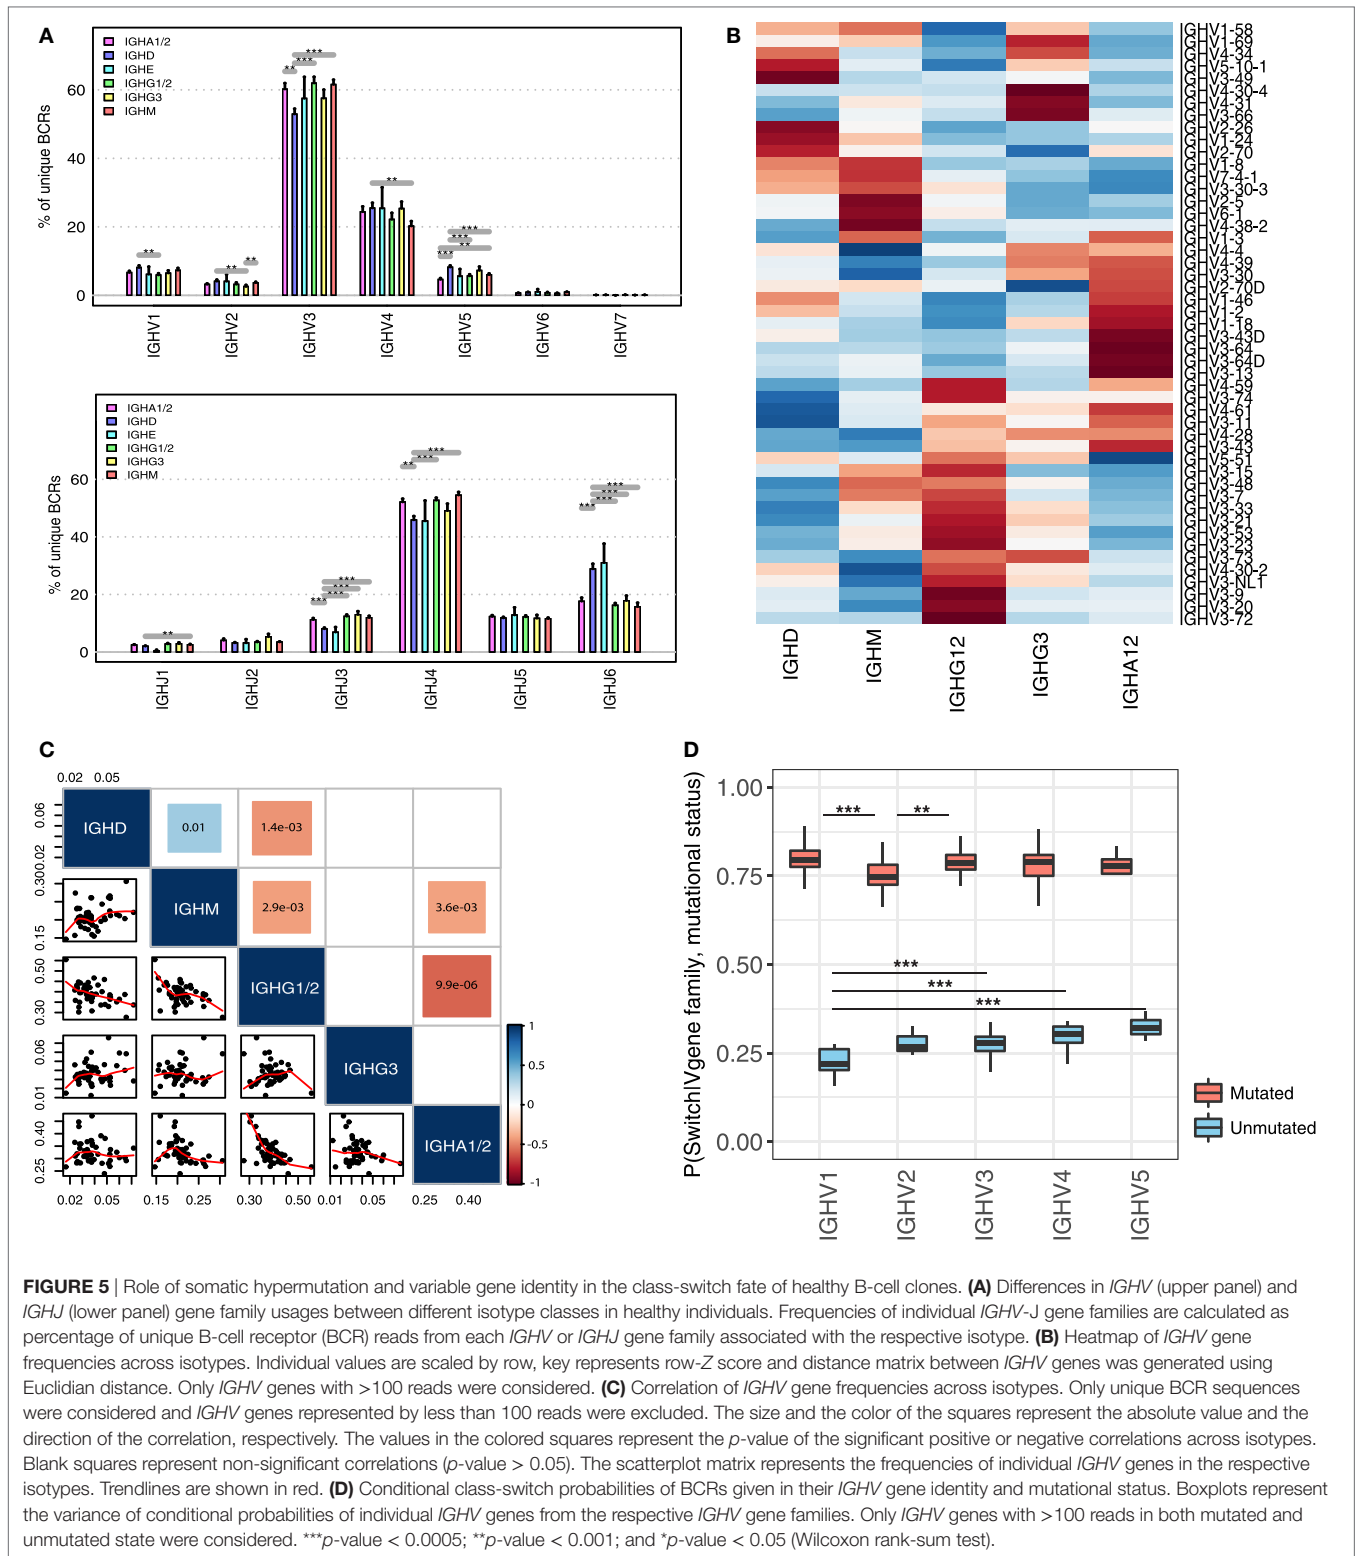 A
IGHA1/2
IGHD
IGHE
IGHG1/2
IGHG3
IGHM
% of unique BCRs
60
40
20
0
*** 
** ***
**
**
**
**
***
***
*** **
IGHV1 IGHV2 IGHV3 IGHV4 IGHV5 IGHV6 IGHV7
IGHA1/2
IGHD
IGHE
IGHG1/2
IGHG3
IGHM
% of unique BCRs
60
40
20
0
***
** ***
***
***
*** ***
***
***
*** ***
**
IGHJ1 IGHJ2 IGHJ3 IGHJ4 IGHJ5 IGHJ6
B
IGHV1-58
IGHV1-69
IGHV4-34
IGHV5-10-1
IGHV3-49
IGHV4-30-4
IGHV4-31
IGHV3-66
IGHV2-26
IGHV1-24
IGHV2-70
IGHV1-8
IGHV7-4-1
IGHV3-30-3
IGHV2-5
IGHV6-1
IGHV4-38-2
IGHV1-3
IGHV4-4
IGHV4-39
IGHV3-30
IGHV2-70D
IGHV1-46
IGHV1-2
IGHV1-18
IGHV3-43D
IGHV3-64
IGHV3-64D
IGHV3-13
IGHV4-59
IGHV3-74
IGHV4-61
IGHV3-11
IGHV4-28
IGHV3-43
IGHV5-51
IGHV3-15
IGHV3-48
IGHV3-7
IGHV3-33
IGHV3-21
IGHV3-53
IGHV3-23
IGHV3-73
IGHV4-30-2
IGHV3-NL1
IGHV3-9
IGHV3-20
IGHV3-72
IGHD IGHM IGHG12 IGHG3 IGHA12
C
0.02 0.05
0.02 0.06
IGHD 0.01 1.4e-03
0.15 0.30
IGHM 2.9e-03 3.6e-03
0.30 0.50
IGHG1/2 9.9e-06
0.01 0.06
IGHG3
0.25 0.40
IGHA1/2
0.02 0.05 0.15 0.25 0.30 0.50 0.01 0.05 0.25 0.40
1
0.5
0
-0.5
-1
D
P(Switch|Vgene family, mutational status)
1.00
0.75
0.50
0.25
0.00
*** **
***
***
***
IGHV1 IGHV2 IGHV3 IGHV4 IGHV5
Mutated
Unmutated
FIGURE 5 | Role of somatic hypermutation and variable gene identity in the class-switch fate of healthy B-cell clones. (A) Differences in IGHV (upper panel) and
IGHJ (lower panel) gene family usages between different isotype classes in healthy individuals. Frequencies of individual IGHV-J gene families are calculated as
percentage of unique B-cell receptor (BCR) reads from each IGHV or IGHJ gene family associated with the respective isotype. (B) Heatmap of IGHV gene
frequencies across isotypes. Individual values are scaled by row, key represents row-Z score and distance matrix between IGHV genes was generated using
Euclidian distance. Only IGHV genes with >100 reads were considered. (C) Correlation of IGHV gene frequencies across isotypes. Only unique BCR sequences
were considered and IGHV genes represented by less than 100 reads were excluded. The size and the color of the squares represent the absolute value and the
direction of the correlation, respectively. The values in the colored squares represent the p-value of the significant positive or negative correlations across isotypes.
Blank squares represent non-significant correlations (p-value > 0.05). The scatterplot matrix represents the frequencies of individual IGHV genes in the respective
isotypes. Trendlines are shown in red. (D) Conditional class-switch probabilities of BCRs given in their IGHV gene identity and mutational status. Boxplots represent
the variance of conditional probabilities of individual IGHV genes from the respective IGHV gene families. Only IGHV genes with >100 reads in both mutated and
unmutated state were considered. ***p-value < 0.0005; **p-value < 0.001; and *p-value < 0.05 (Wilcoxon rank-sum test).